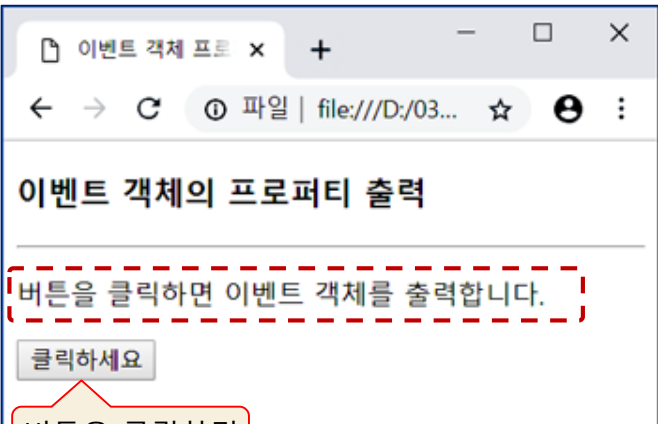 이벤트 객체 프로
파일 | file:///D:/03...
이벤트 객체의 프로퍼티 출력
버튼을 클릭하면 이벤트 객체를 출력합니다.
클릭하세요